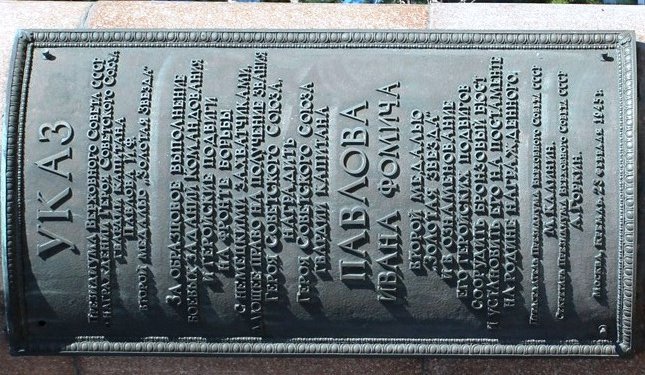 УКАЗ
ПРЕЗИДИУМА ВЕРХОВНОГО СОВЕТА СССР
О НАГРАЖДЕНИИ ГЕРОЯ СОВЕТСКОГО СОЮЗА
ГВАРДИИ КАПИТАНА
ПАВЛОВА И.Ф.
ВТОРОЙ МЕДАЛЬЮ „ЗОЛОТАЯ ЗВЕЗДА“
ЗА ОБРАЗЦОВОЕ ВЫПОЛНЕНИЕ
БОЕВЫХ ЗАДАНИЙ КОМАНДОВАНИЯ
И ГЕРОЙСКИЕ ПОДВИГИ
НА ФРОНТЕ БОРЬБЫ
С НЕМЕЦКИМИ ЗАХВАТЧИКАМИ,
ДАЮЩЕЕ ПРАВО НА ПОЛУЧЕНИЕ ЗВАНИЯ
ГЕРОЯ СОВЕТСКОГО СОЮЗА,
НАГРАДИТЬ
ГЕРОЯ СОВЕТСКОГО СОЮЗА
ГВАРДИИ КАПИТАНА
ПАВЛОВА
ИВАНА ФОМИЧА
ВТОРОЙ МЕДАЛЬЮ
„ЗОЛОТАЯ ЗВЕЗДА“
И В ОЗНАМЕНОВАНИЕ
ЕГО ГЕРОЙСКИХ ПОДВИГОВ
СООРУДИТЬ БРОНЗОВЫЙ БЮСТ
И УСТАНОВИТЬ ЕГО НА ПОСТАМЕНТЕ
НА РОДИНЕ НАГРАЖДЕННОГО.
ПРЕДСЕДАТЕЛЬ ПРЕЗИДИУМА ВЕРХОВНОГО СОВЕТА СССР
М. КАЛИНИН.
СЕКРЕТАРЬ ПРЕЗИДИУМА ВЕРХОВНОГО СОВЕТА СССР
А. ГОРКИН.
МОСКВА, КРЕМЛЬ, 23 1945 г.